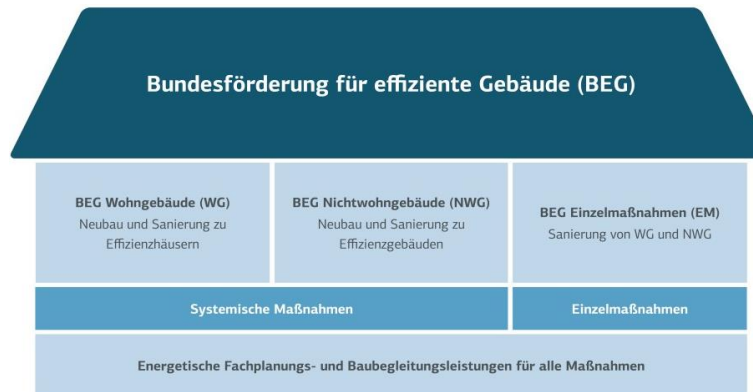 Bundesförderung für effiziente Gebäude (BEG)
BEG Wohngebäude (WG)
Neubau und Sanierung zu
Effizienzhäusern
BEG Nichtwohngebäude (NWG)
Neubau und Sanierung zu
Effizienzgebäuden
BEG Einzelmaßnahmen (EM)
Sanierung von WG und NWG
Systemische Maßnahmen
Einzelmaßnahmen
Energetische Fachplanungs- und Baubegleitungsleistungen für alle Maßnahmen